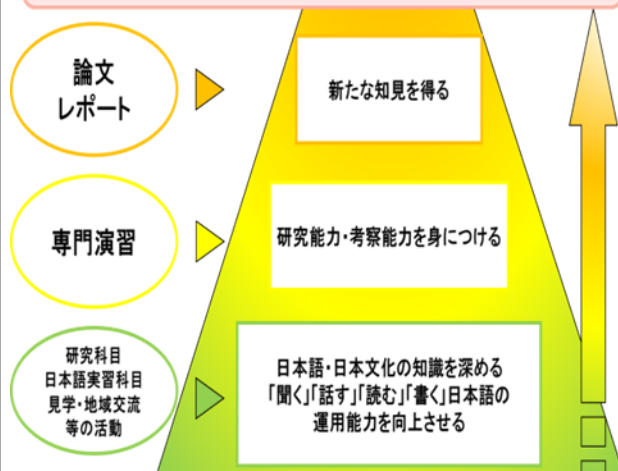 論文
レポート
新たな知見を得る
専門演習
研究能力・考察能力を身につける
研究科目
日本語実習科目
見学・地域交流
等の活動
日本語・日本文化の知識を深める
「聞く」「話す」「読む」「書く」日本語の
運用能力を向上させる